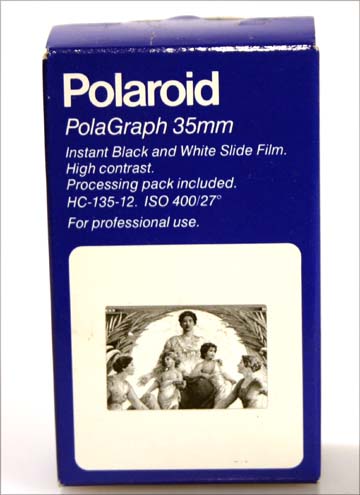 Polaroid
PolaGraph 35mm
Instant Black and White Slide Film.
High contrast.
Processing pack included.
HC-135-12. ISO 400/27°
For professional use.